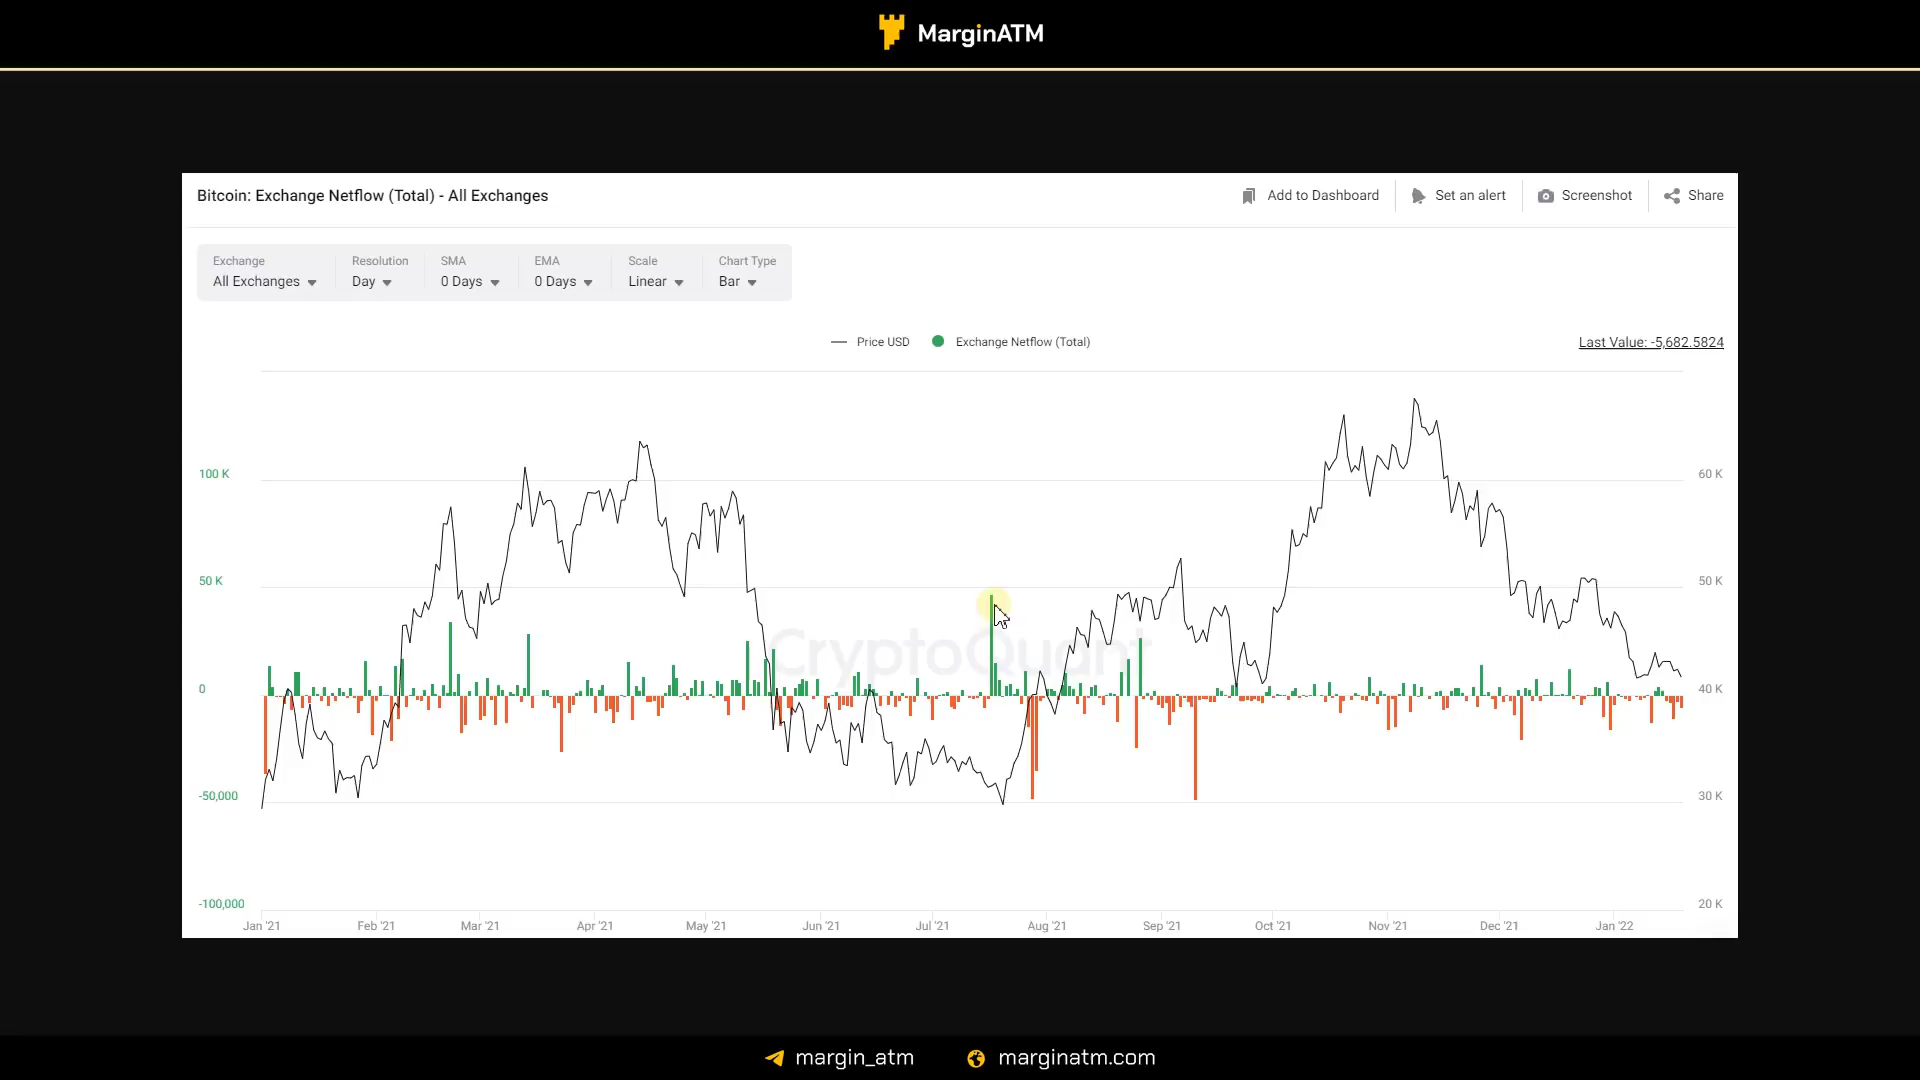 MarginATM
Bitcoin: Exchange Netflow (Total) - All Exchanges
Add to Dashboard
Set an alert
Screenshot
Share
Exchange
Resolution
SMA
EMA
Scale
Chart Type
All Exchanges
Day
0 Days
0 Days
Linear
Bar
Price USD
Exchange Netflow (Total)
Last Value: -5,682.5824
100 K
60 K
50 K
50 K
CryptoQuant
0
40 K
-50,000
30 K
-100,000
20 K
Jan '21
Feb '21
Mar '21
Apr '21
May '21
Jun '21
Jul '21
Aug '21
Sep '21
Oct '21
Nov '21
Dec '21
Jan '22
margin_atm
marginatm.com